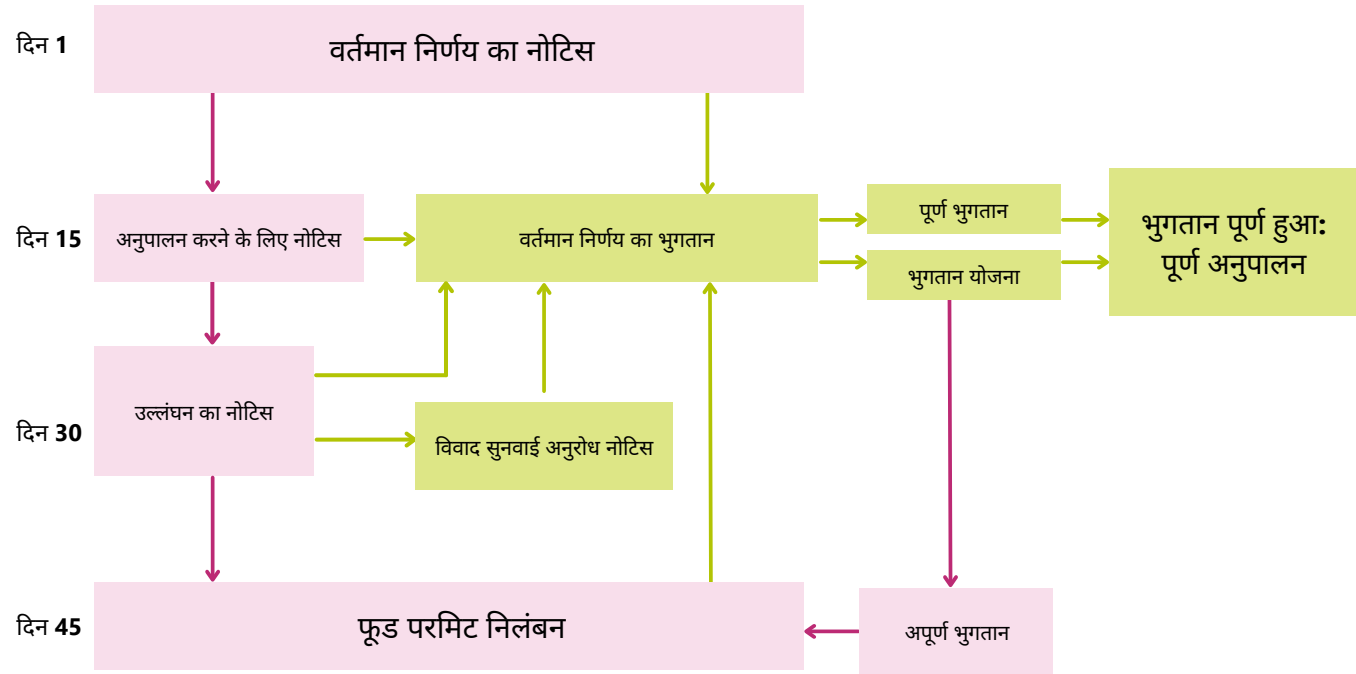 दिन 1
वर्तमान निर्णय का नोटिस
दिन 15
अनुपालन करने के लिए नोटिस
वर्तमान निर्णय का भुगतान
पूर्ण भुगतान
भुगतान योजना
भुगतान पूर्ण हुआ:
पूर्ण अनुपालन
दिन 30
उल्लंघन का नोटिस
विवाद सुनवाई अनुरोध नोटिस
दिन 45
फूड परमिट निलंबन
अपूर्ण भुगतान